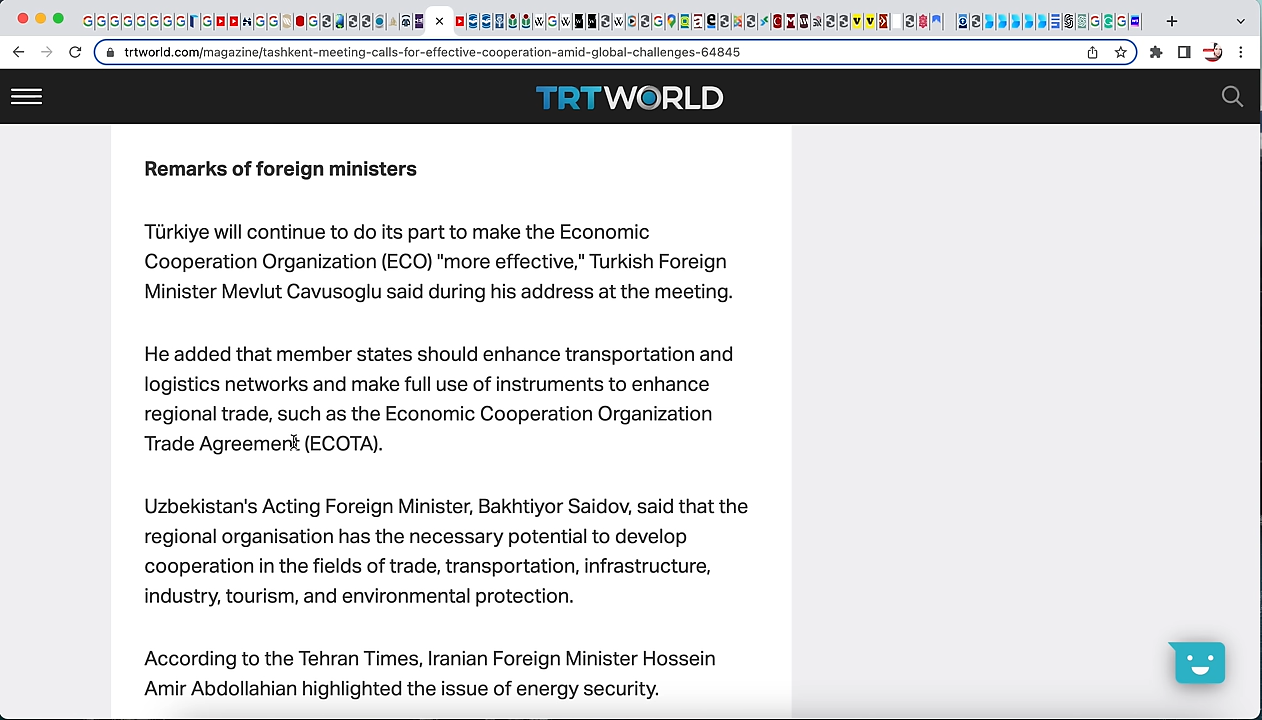 trtworld.com/magazine/tashkent-meeting-calls-for-effective-cooperation-amid-global-challenges-64845
TRTWORLD
Remarks of foreign ministers
Türkiye will continue to do its part to make the Economic
Cooperation Organization (ECO) "more effective," Turkish Foreign
Minister Mevlut Cavusoglu said during his address at the meeting.
He added that member states should enhance transportation and
logistics networks and make full use of instruments to enhance
regional trade, such as the Economic Cooperation Organization
Trade Agreement (ECOTA).
Uzbekistan's Acting Foreign Minister, Bakhtiyor Saidov, said that the
regional organisation has the necessary potential to develop
cooperation in the fields of trade, transportation, infrastructure,
industry, tourism, and environmental protection.
According to the Tehran Times, Iranian Foreign Minister Hossein
Amir Abdollahian highlighted the issue of energy security.